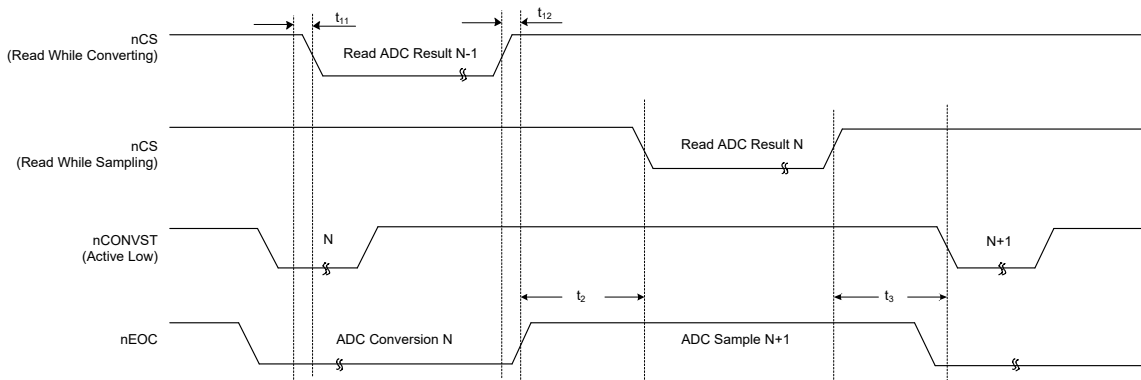 t11
t12
nCS
(Read While Converting)
Read ADC Result N-1
nCS
(Read While Sampling)
Read ADC Result N
nCONVST
(Active Low)
N
N+1
t2
t3
nEOC
ADC Conversion N
ADC Sample N+1